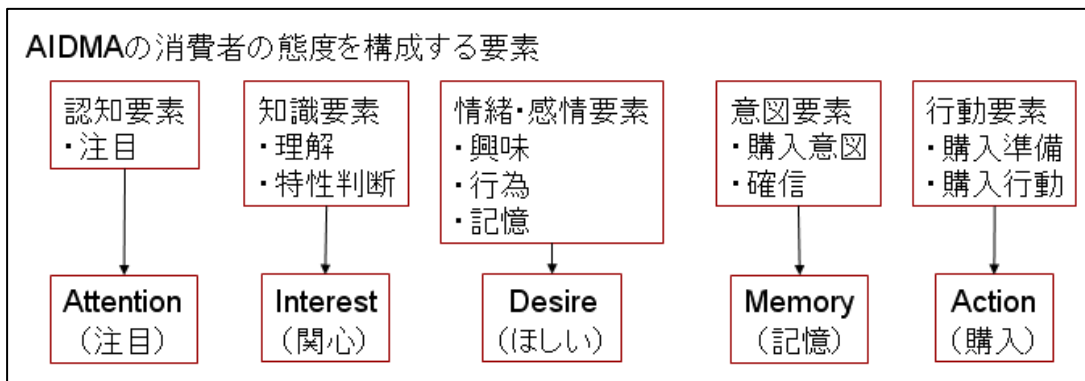 AIDMAの消費者の態度を構成する要素
認知要素
・注目
知識要素
・理解
・特性判断
情緒・感情要素
・興味
・行為
・記憶
意図要素
・購入意図
・確信
行動要素
・購入準備
・購入行動
Attention
（注目）
Interest
（関心）
Desire
（ほしい）
Memory
（記憶）
Action
（購入）